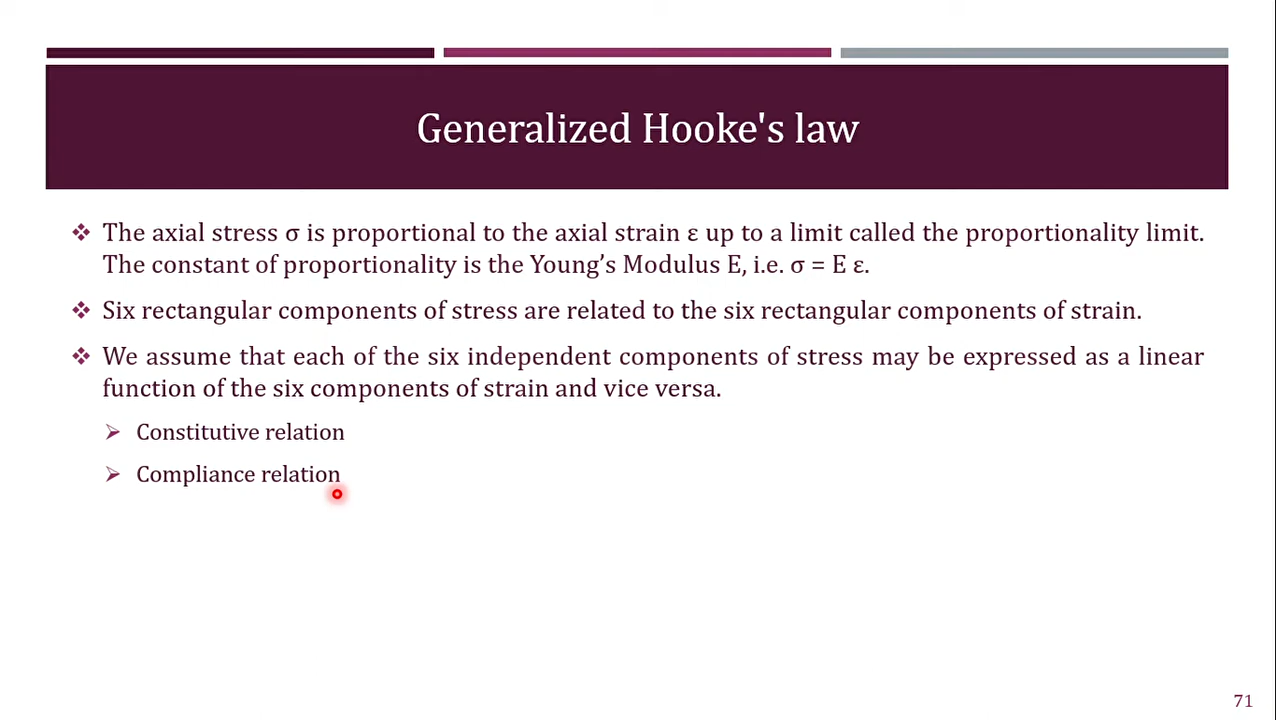 Generalized Hooke's law
❖ The axial stress σ is proportional to the axial strain ε up to a limit called the proportionality limit.
The constant of proportionality is the Young’s Modulus E, i.e. σ = E ε.
❖ Six rectangular components of stress are related to the six rectangular components of strain.
❖ We assume that each of the six independent components of stress may be expressed as a linear
function of the six components of strain and vice versa.
➢ Constitutive relation
➢ Compliance relation
71